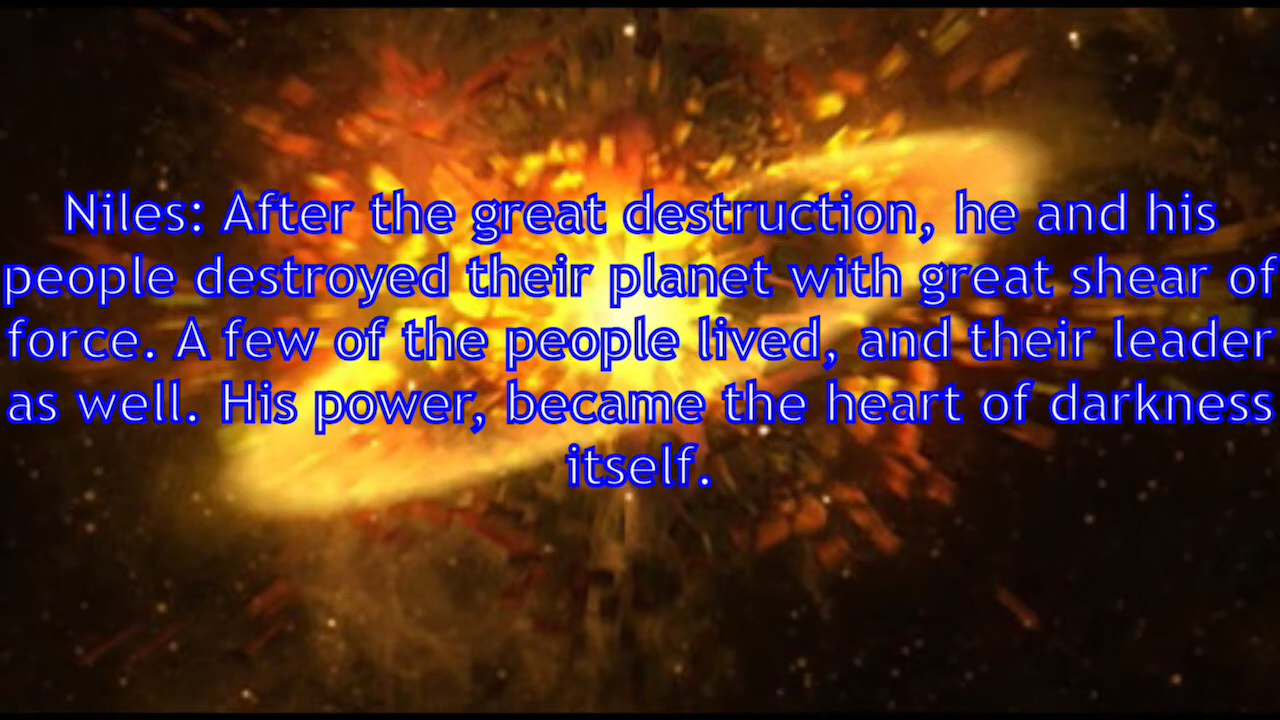 Niles: After the great destruction, he and his
people destroyed their planet with great shear of
force. A few of the people lived, and their leader
as well. His power, became the heart of darkness
itself.